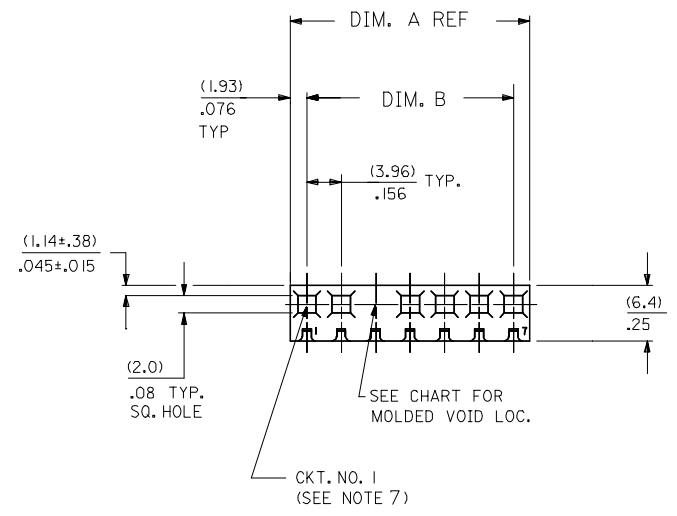 DIM. A REF
(1.93)
.076
TYP
DIM. B
(3.96)
.156
TYP.
(1.14±.38)
.045±.015
(6.4)
.25
1
7
(2.0)
.08 TYP.
SQ. HOLE
SEE CHART FOR
MOLDED VOID LOC.
CKT. NO. 1
(SEE NOTE 7)